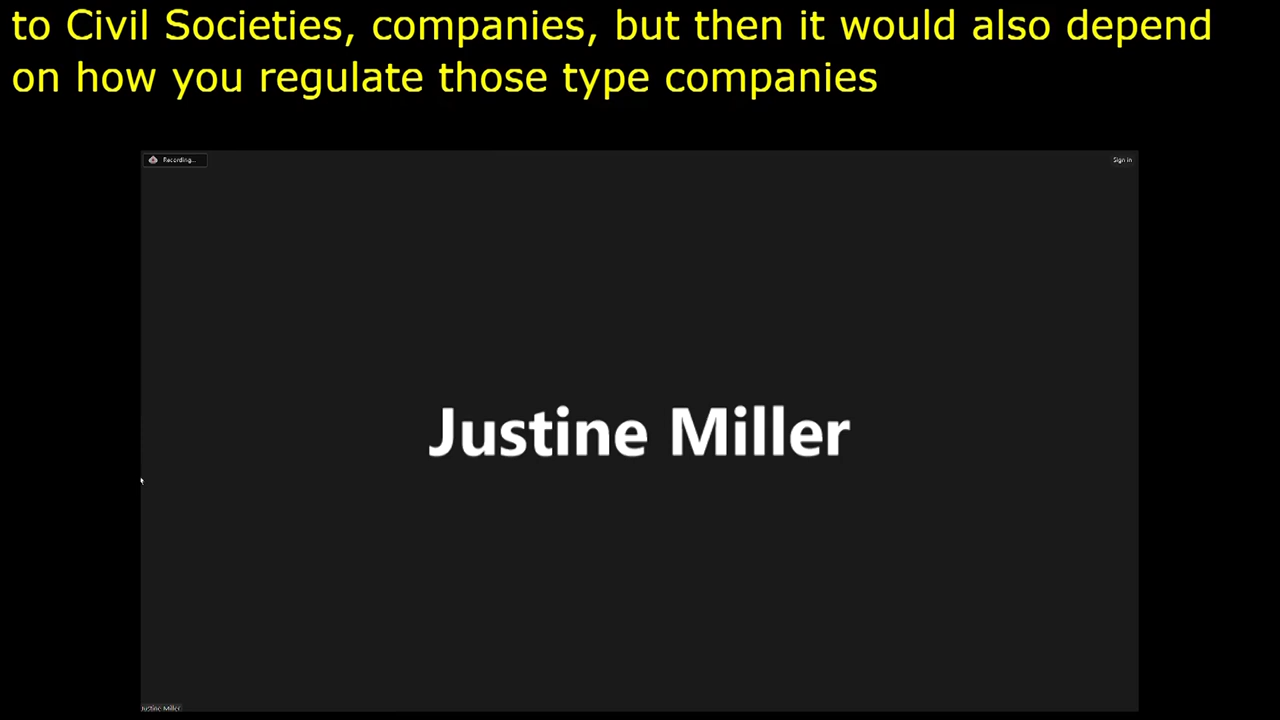 to Civil Societies, companies, but then it would also depend
on how you regulate those type companies
Recording...
Sign in
Justine Miller
Justine Miller